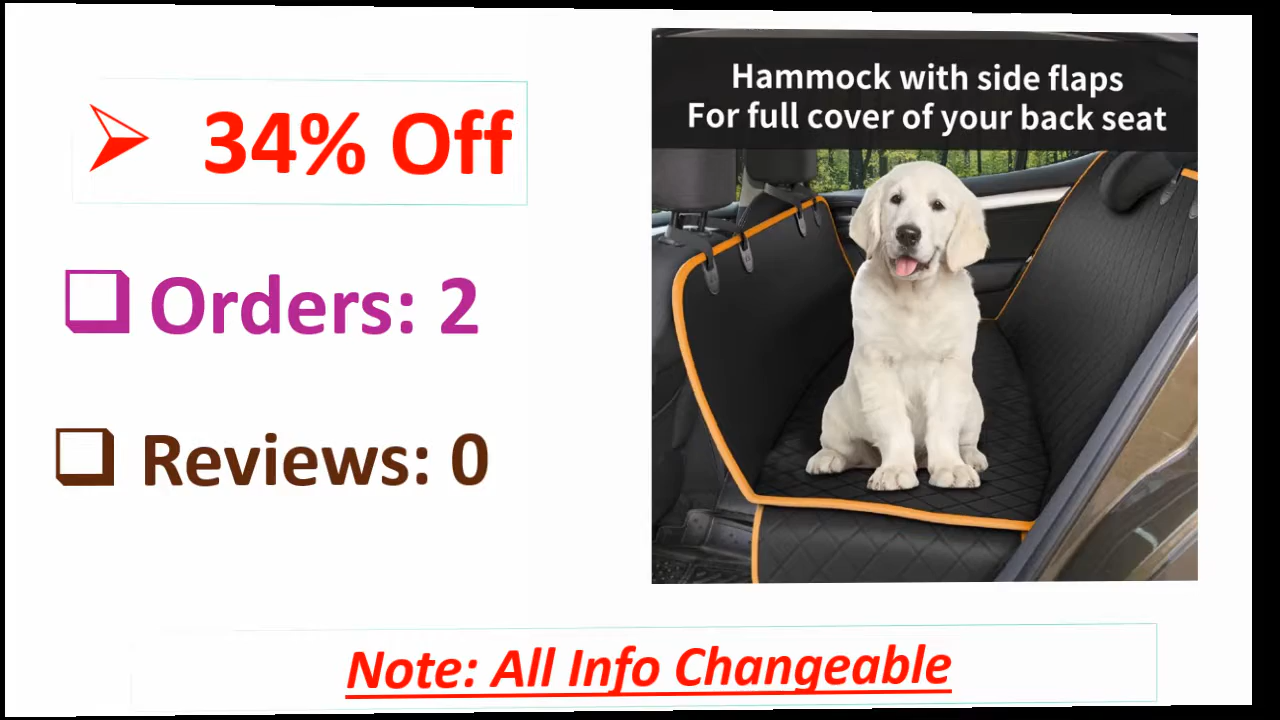 34% Off
Orders: 2
Reviews: 0
Hammock with side flaps
For full cover of your back seat
Note: All Info Changeable